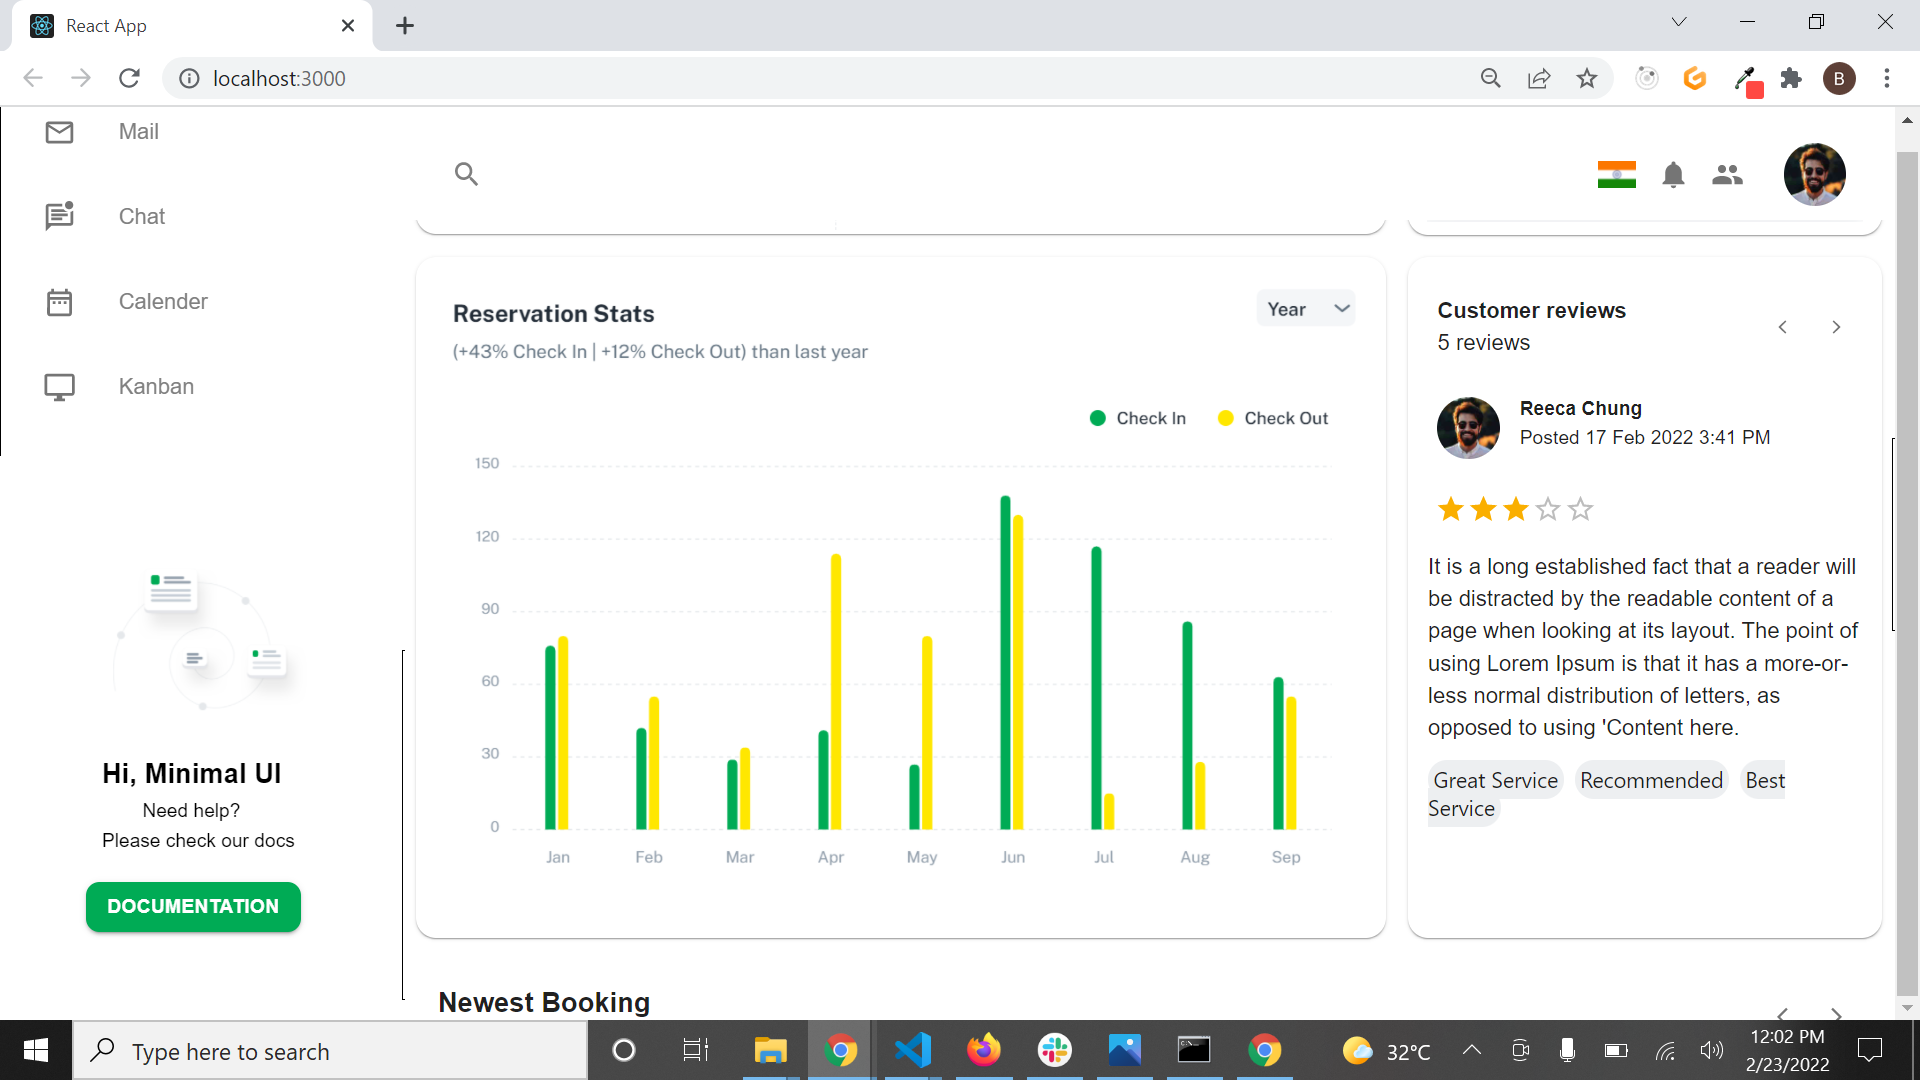 React App
localhost:3000
B
Mail
Chat
Calender
Kanban
Hi, Minimal UI
Need help?
Please check our docs
DOCUMENTATION
Reservation Stats
Year
(+43% Check In | +12% Check Out) than last year
Check In
Check Out
150
120
90
60
30
0
Jan Feb Mar Apr May Jun Jul Aug Sep
Customer reviews
5 reviews
Reeca Chung
Posted 17 Feb 2022 3:41 PM
It is a long established fact that a reader will
be distracted by the readable content of a
page when looking at its layout. The point of
using Lorem Ipsum is that it has a more-or-
less normal distribution of letters, as
opposed to using 'Content here.
Great Service Recommended Best
Service
Newest Booking
Type here to search
32°C
12:02 PM
2/23/2022